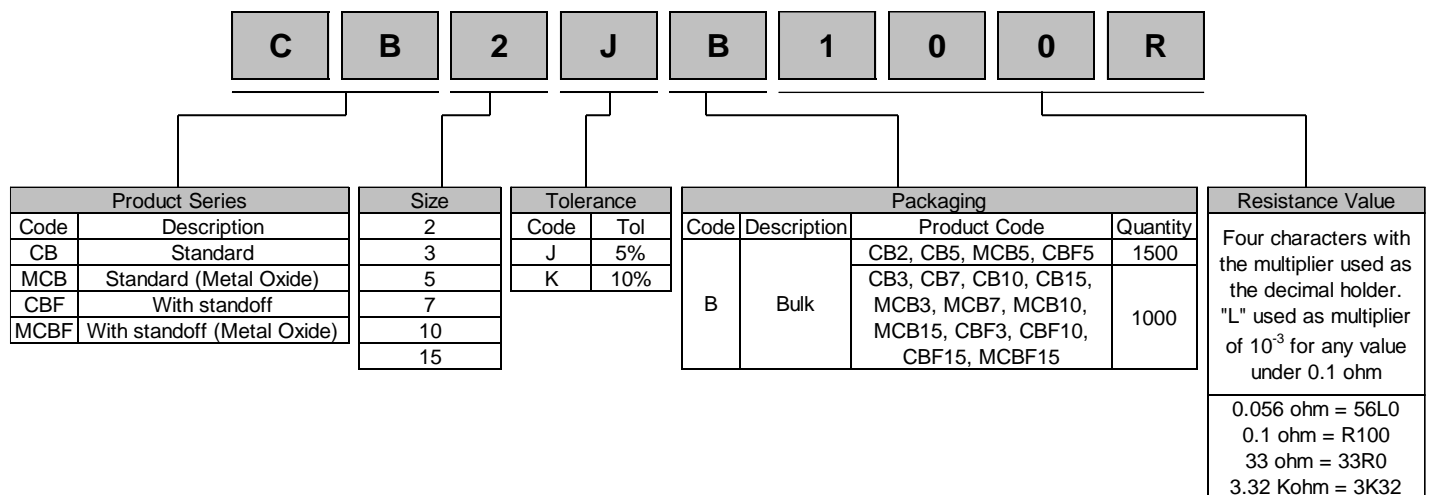 C B 2 J B 1 0 0 R
Product Series
Code Description
CB Standard
MCB Standard (Metal Oxide)
CBF With standoff
MCBF With standoff (Metal Oxide)
Size
2
3
5
7
10
15
Tolerance
Code Tol
J 5%
K 10%
Packaging
Code Description Product Code Quantity
B Bulk
CB2, CB5, MCB5, CBF5 1500
CB3, CB7, CB10, CB15,
MCB3, MCB7, MCB10,
MCB15, CBF3, CBF10,
CBF15, MCBF15
1000
Resistance Value
Four characters with
the multiplier used as
the decimal holder.
"L" used as multiplier
of 10⁻³ for any value
under 0.1 ohm
0.056 ohm = 56L0
0.1 ohm = R100
33 ohm = 33R0
3.32 Kohm = 3K32